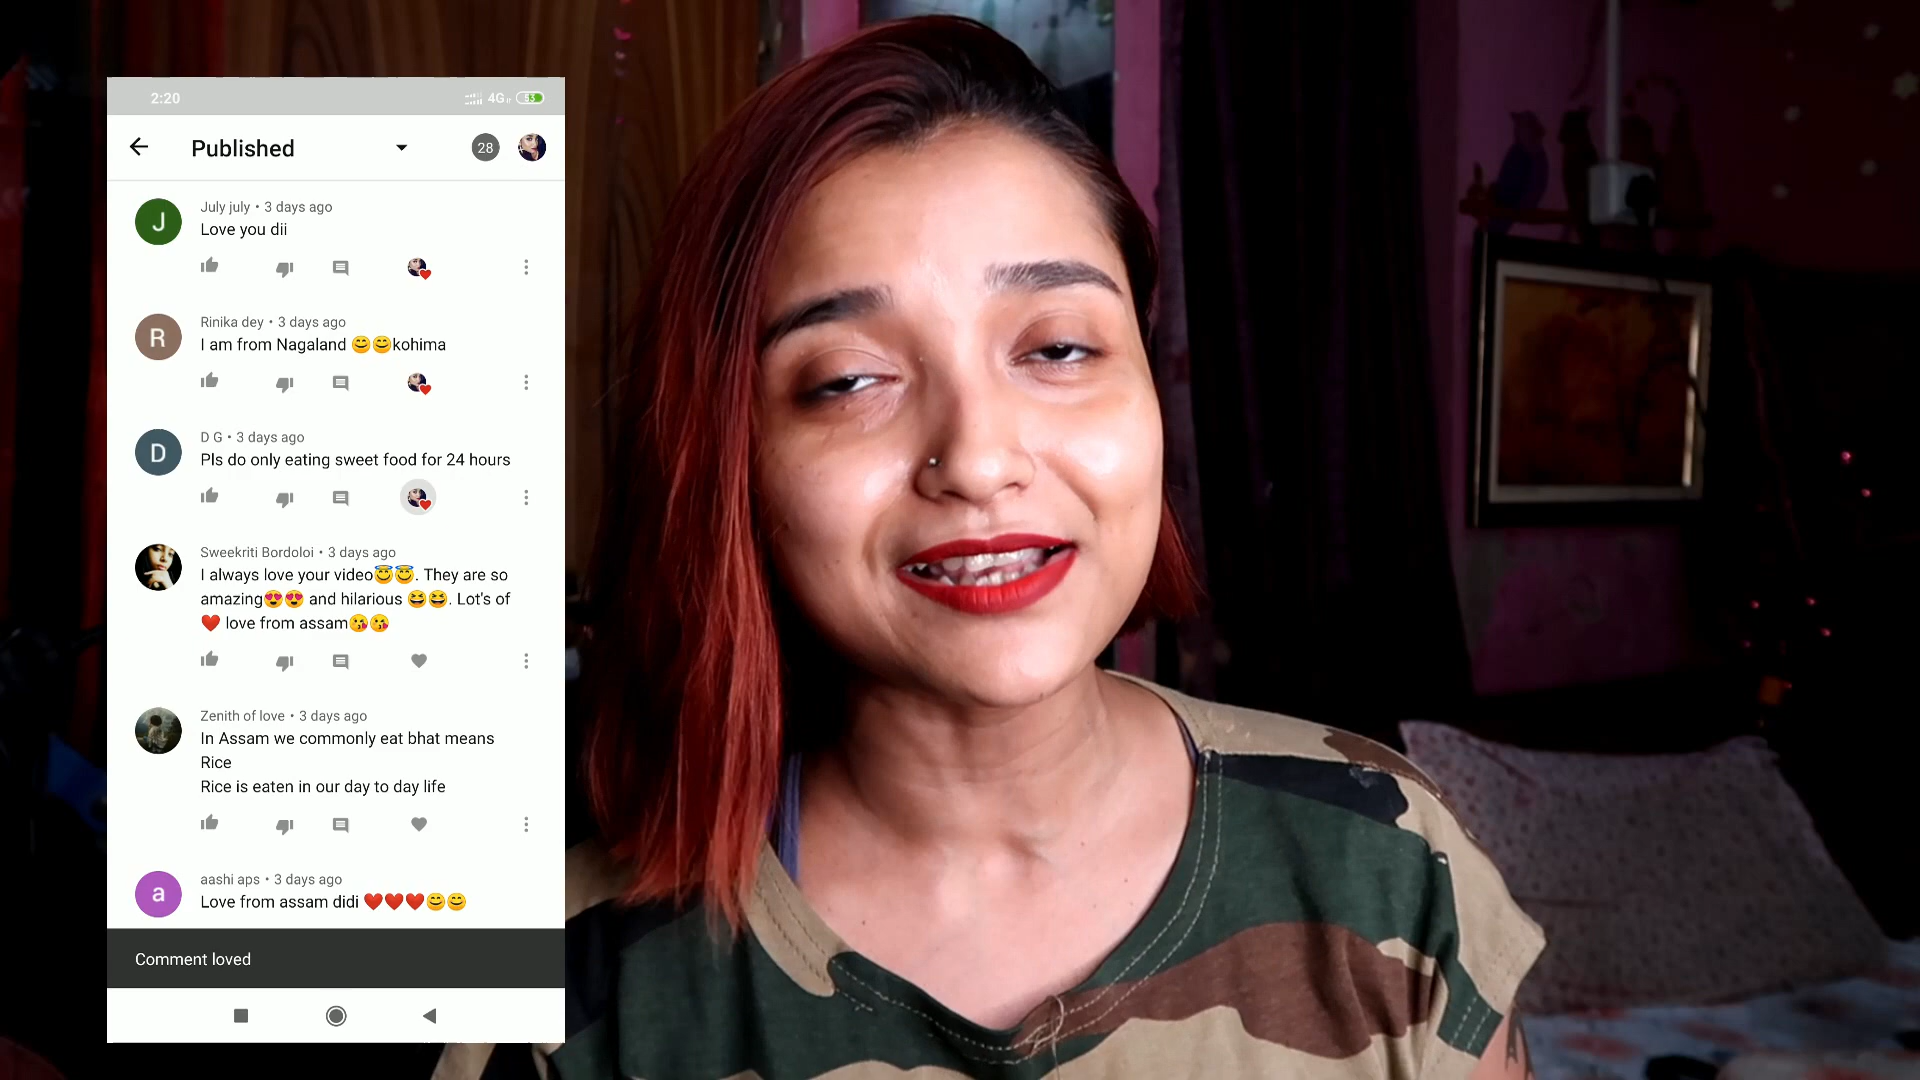 2:20
4G
53
Published
28
J
July july • 3 days ago
Love you dii
R
Rinika dey • 3 days ago
I am from Nagaland 😊😊kohima
D
D G • 3 days ago
Pls do only eating sweet food for 24 hours
Sweekriti Bordoloi • 3 days ago
I always love your video😇😇. They are so
amazing😍😍 and hilarious 😆😆. Lot's of
❤️ love from assam😘😘
Zenith of love • 3 days ago
In Assam we commonly eat bhat means
Rice
Rice is eaten in our day to day life
a
aashi aps • 3 days ago
Love from assam didi ❤️❤️❤️😊😊
Comment loved